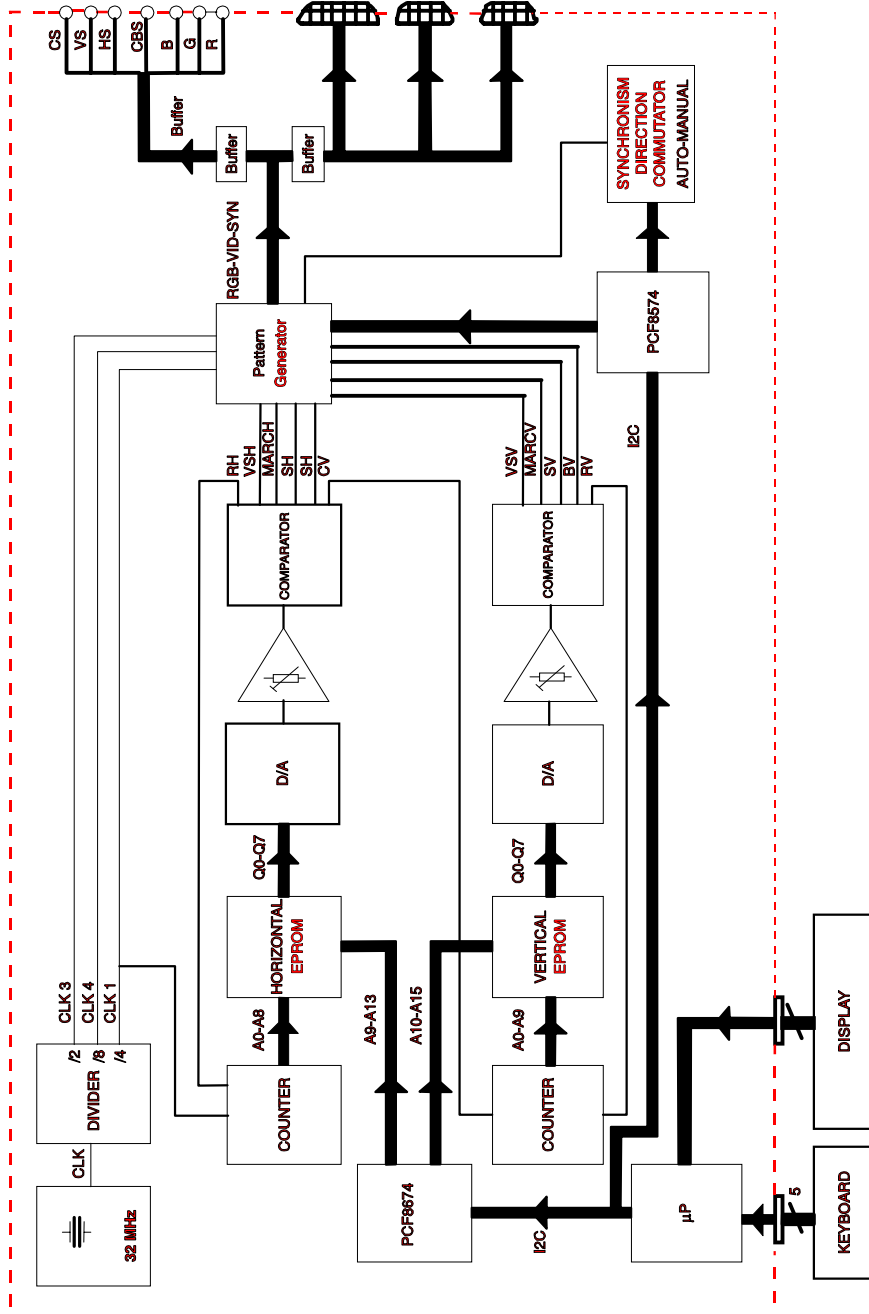 CS
VS
HS
CBS
B
G
R
Buffer
Buffer
Buffer
RGB-VID-SYN
SYNCHRONISM
DIRECTION
COMMUTATOR
AUTO-MANUAL
Pattern
Generator
PCF8574
I2C
RH
VSH
MARCH
SH
SH
CV
VSV
MARCV
SV
BV
RV
COMPARATOR
COMPARATOR
D/A
D/A
Q0-Q7
Q0-Q7
HORIZONTAL
EPROM
VERTICAL
EPROM
CLK 3
CLK 4
CLK 1
A0-A8
A9-A13
A10-A15
A0-A9
/2
/8
/4
DIVIDER
COUNTER
COUNTER
DISPLAY
CLK
32 MHz
PCF8674
I2C
µP
5
KEYBOARD